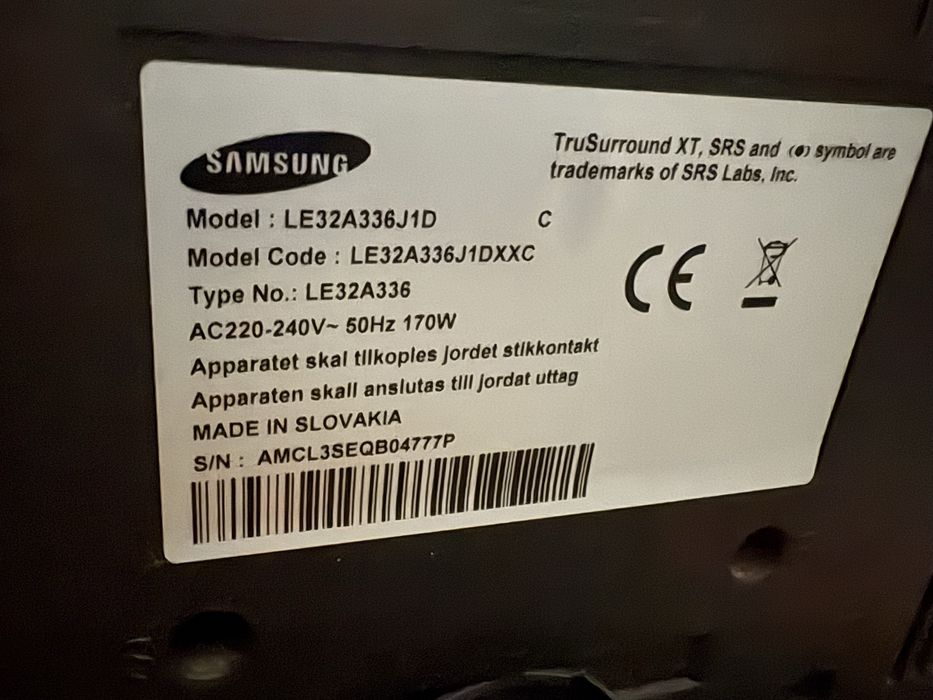 SAMSUNG
TruSurround XT, SRS and (●) symbol are
trademarks of SRS Labs, Inc.
Model : LE32A336J1D C
Model Code : LE32A336J1DXXC
Type No.: LE32A336
AC220-240V~ 50Hz 170W
Apparatet skal tilkoples jordet stikkontakt
Apparaten skall anslutas till jordat uttag
MADE IN SLOVAKIA
S/N : AMCL3SEQB04777P
CE